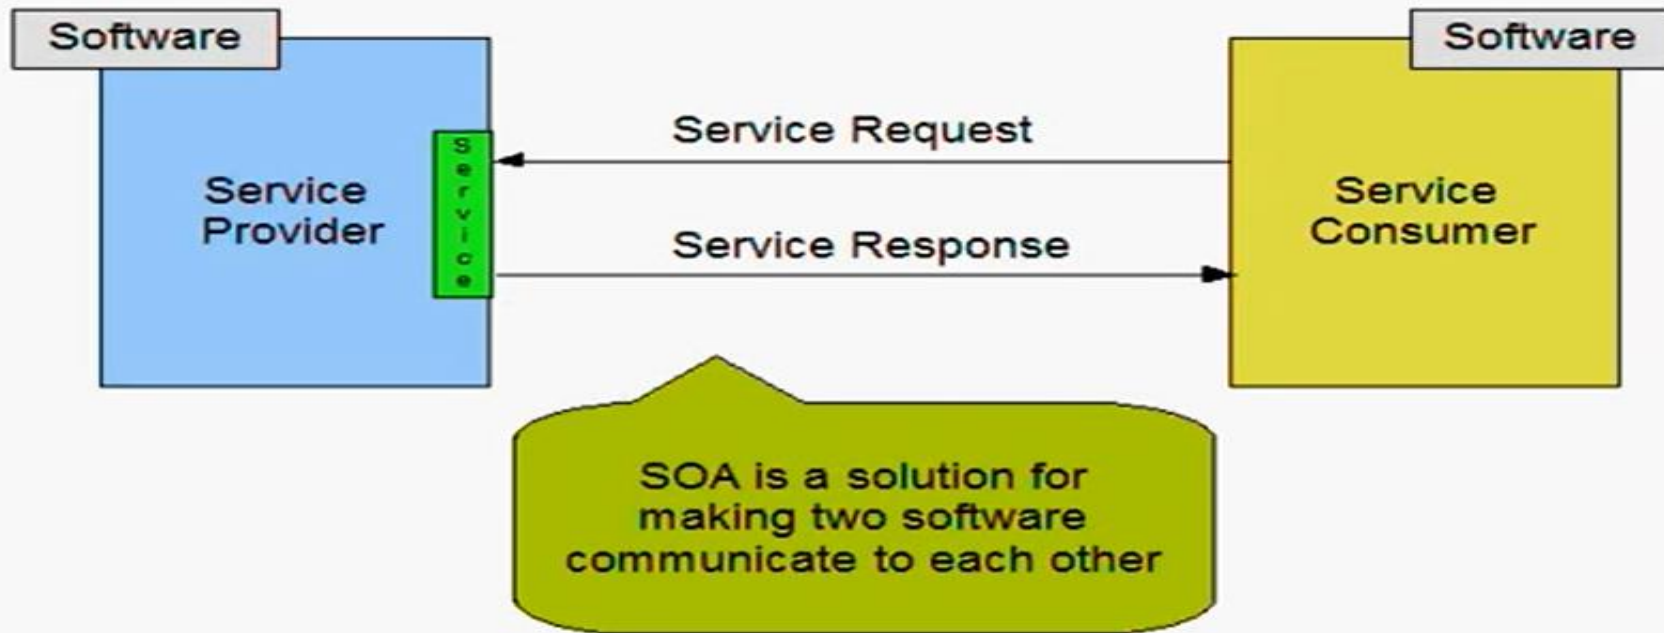 Software
Software
Service Request
Service
Service
Provider
Service
Consumer
Service Response
SOA is a solution for
making two software
communicate to each other